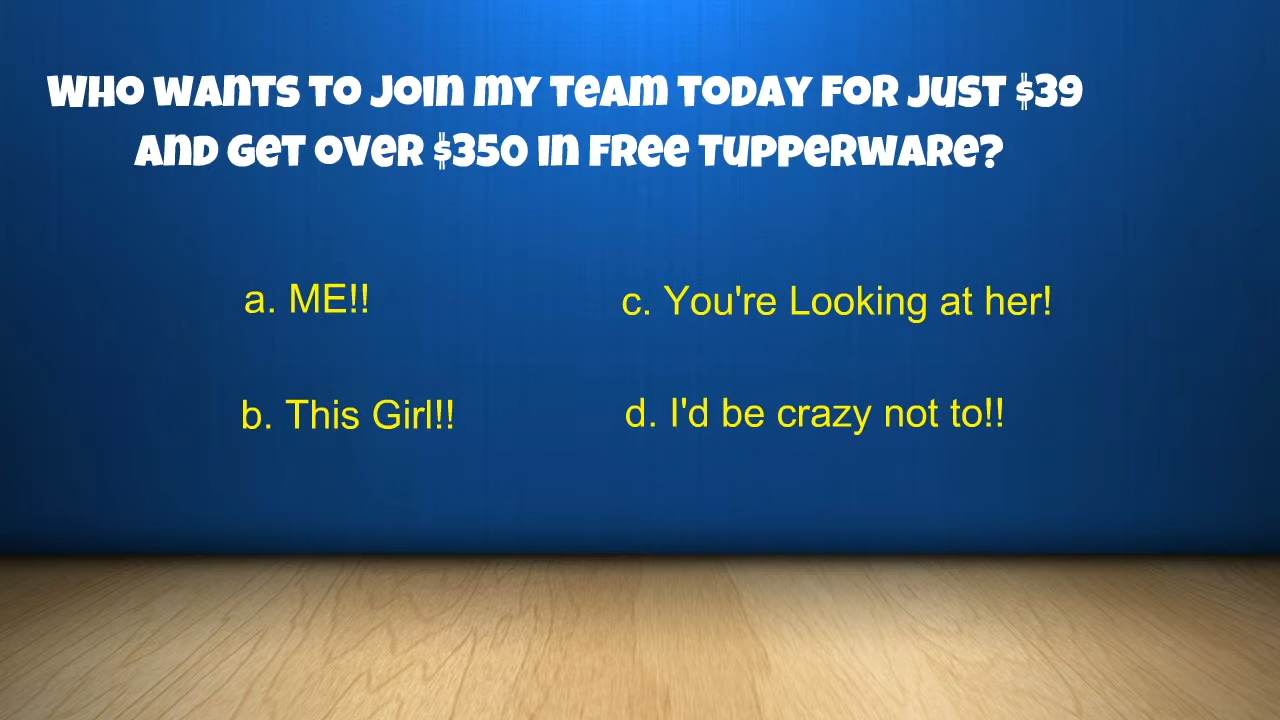 WHO WANTS TO JOIN MY TEAM TODAY FOR JUST $39
AND GET OVER $350 IN FREE TUPPERWARE?
a. ME!!
b. This Girl!!
c. You're Looking at her!
d. I'd be crazy not to!!